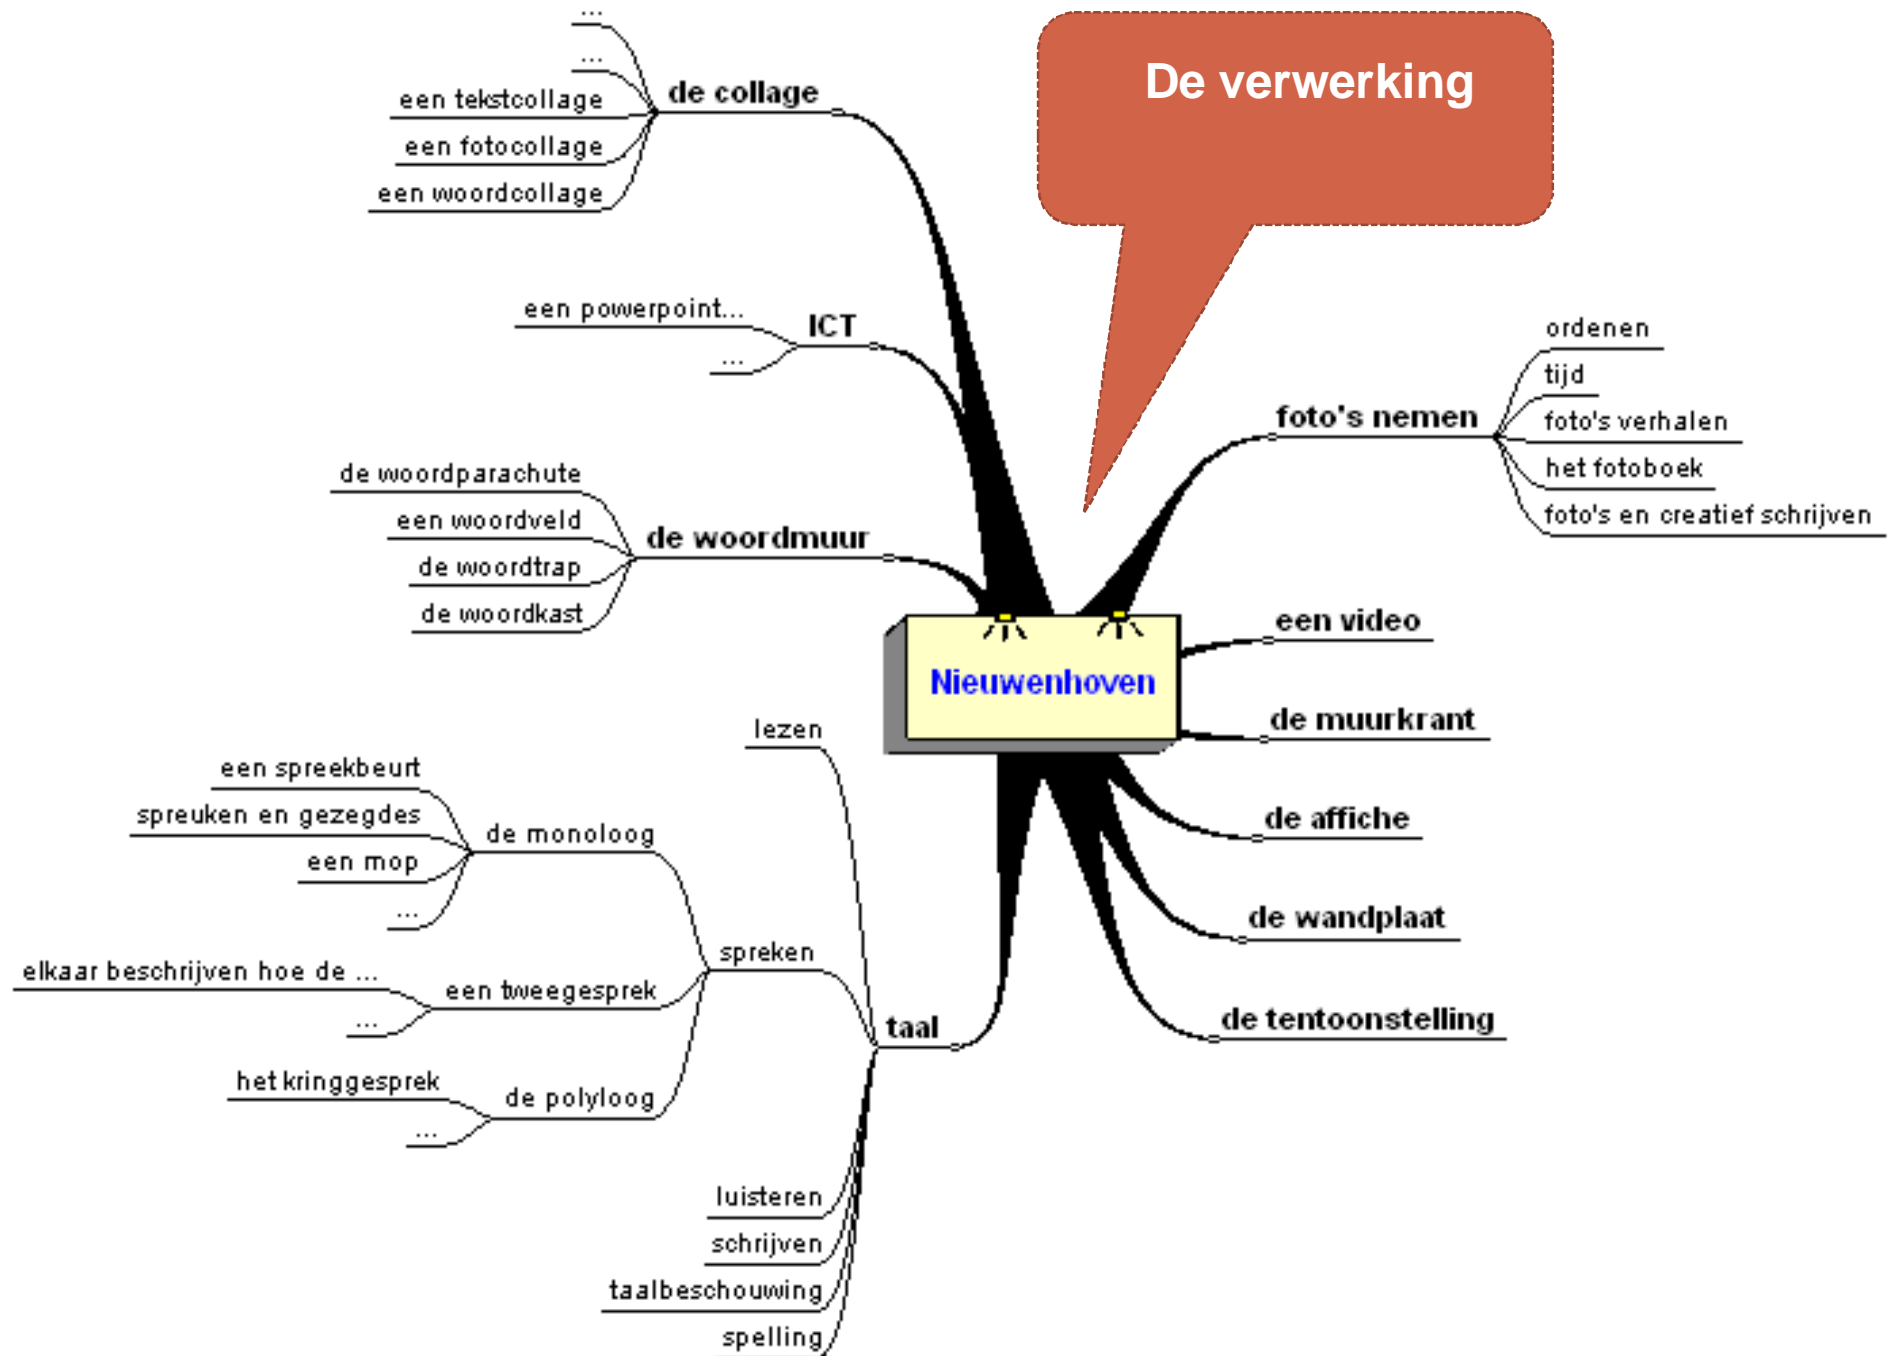 De verwerking
...
...
een tekstcollage
een fotocollage
een woordcollage
de collage
een powerpoint...
...
ICT
de woordparachute
een woordveld
de woordtrap
de woordkast
de woordmuur
foto's nemen
ordenen
tijd
foto's verhalen
het fotoboek
foto's en creatief schrijven
Nieuwenhoven
een video
de muurkrant
de affiche
de wandplaat
de tentoonstelling
taal
lezen
spreken
de monoloog
een spreekbeurt
spreuken en gezegdes
een mop
...
een tweegesprek
elkaar beschrijven hoe de ...
...
de polyloog
het kringgesprek
...
luisteren
schrijven
taalbeschouwing
spelling